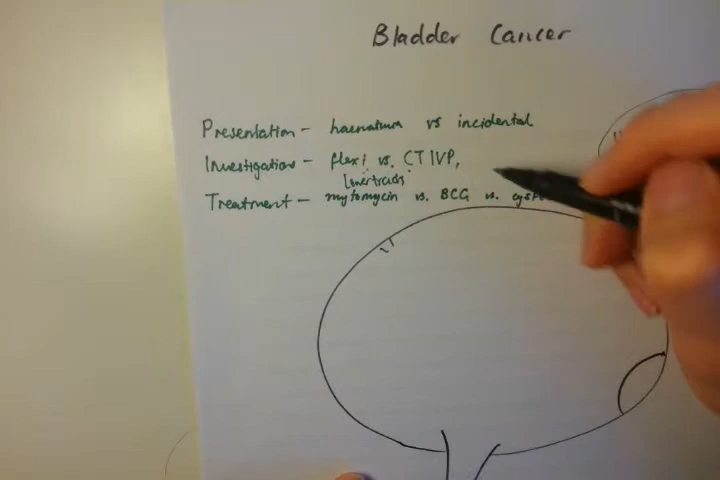 Bladder Cancer
Presentation - haematuria vs incidental
Investigation - flexi vs. CT IVP,
Treatment - mytomycin vs. BCG vs.